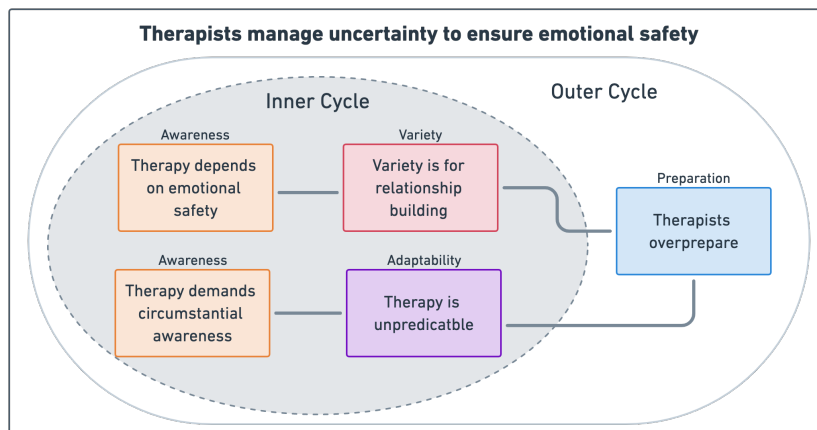 Therapists manage uncertainty to ensure emotional safety
Inner Cycle
Outer Cycle
Awareness
Therapy depends
on emotional
safety
Variety
Variety is for
relationship
building
Preparation
Therapists
overprepare
Awareness
Therapy demands
circumstantial
awareness
Adaptability
Therapy is
unpredicatble